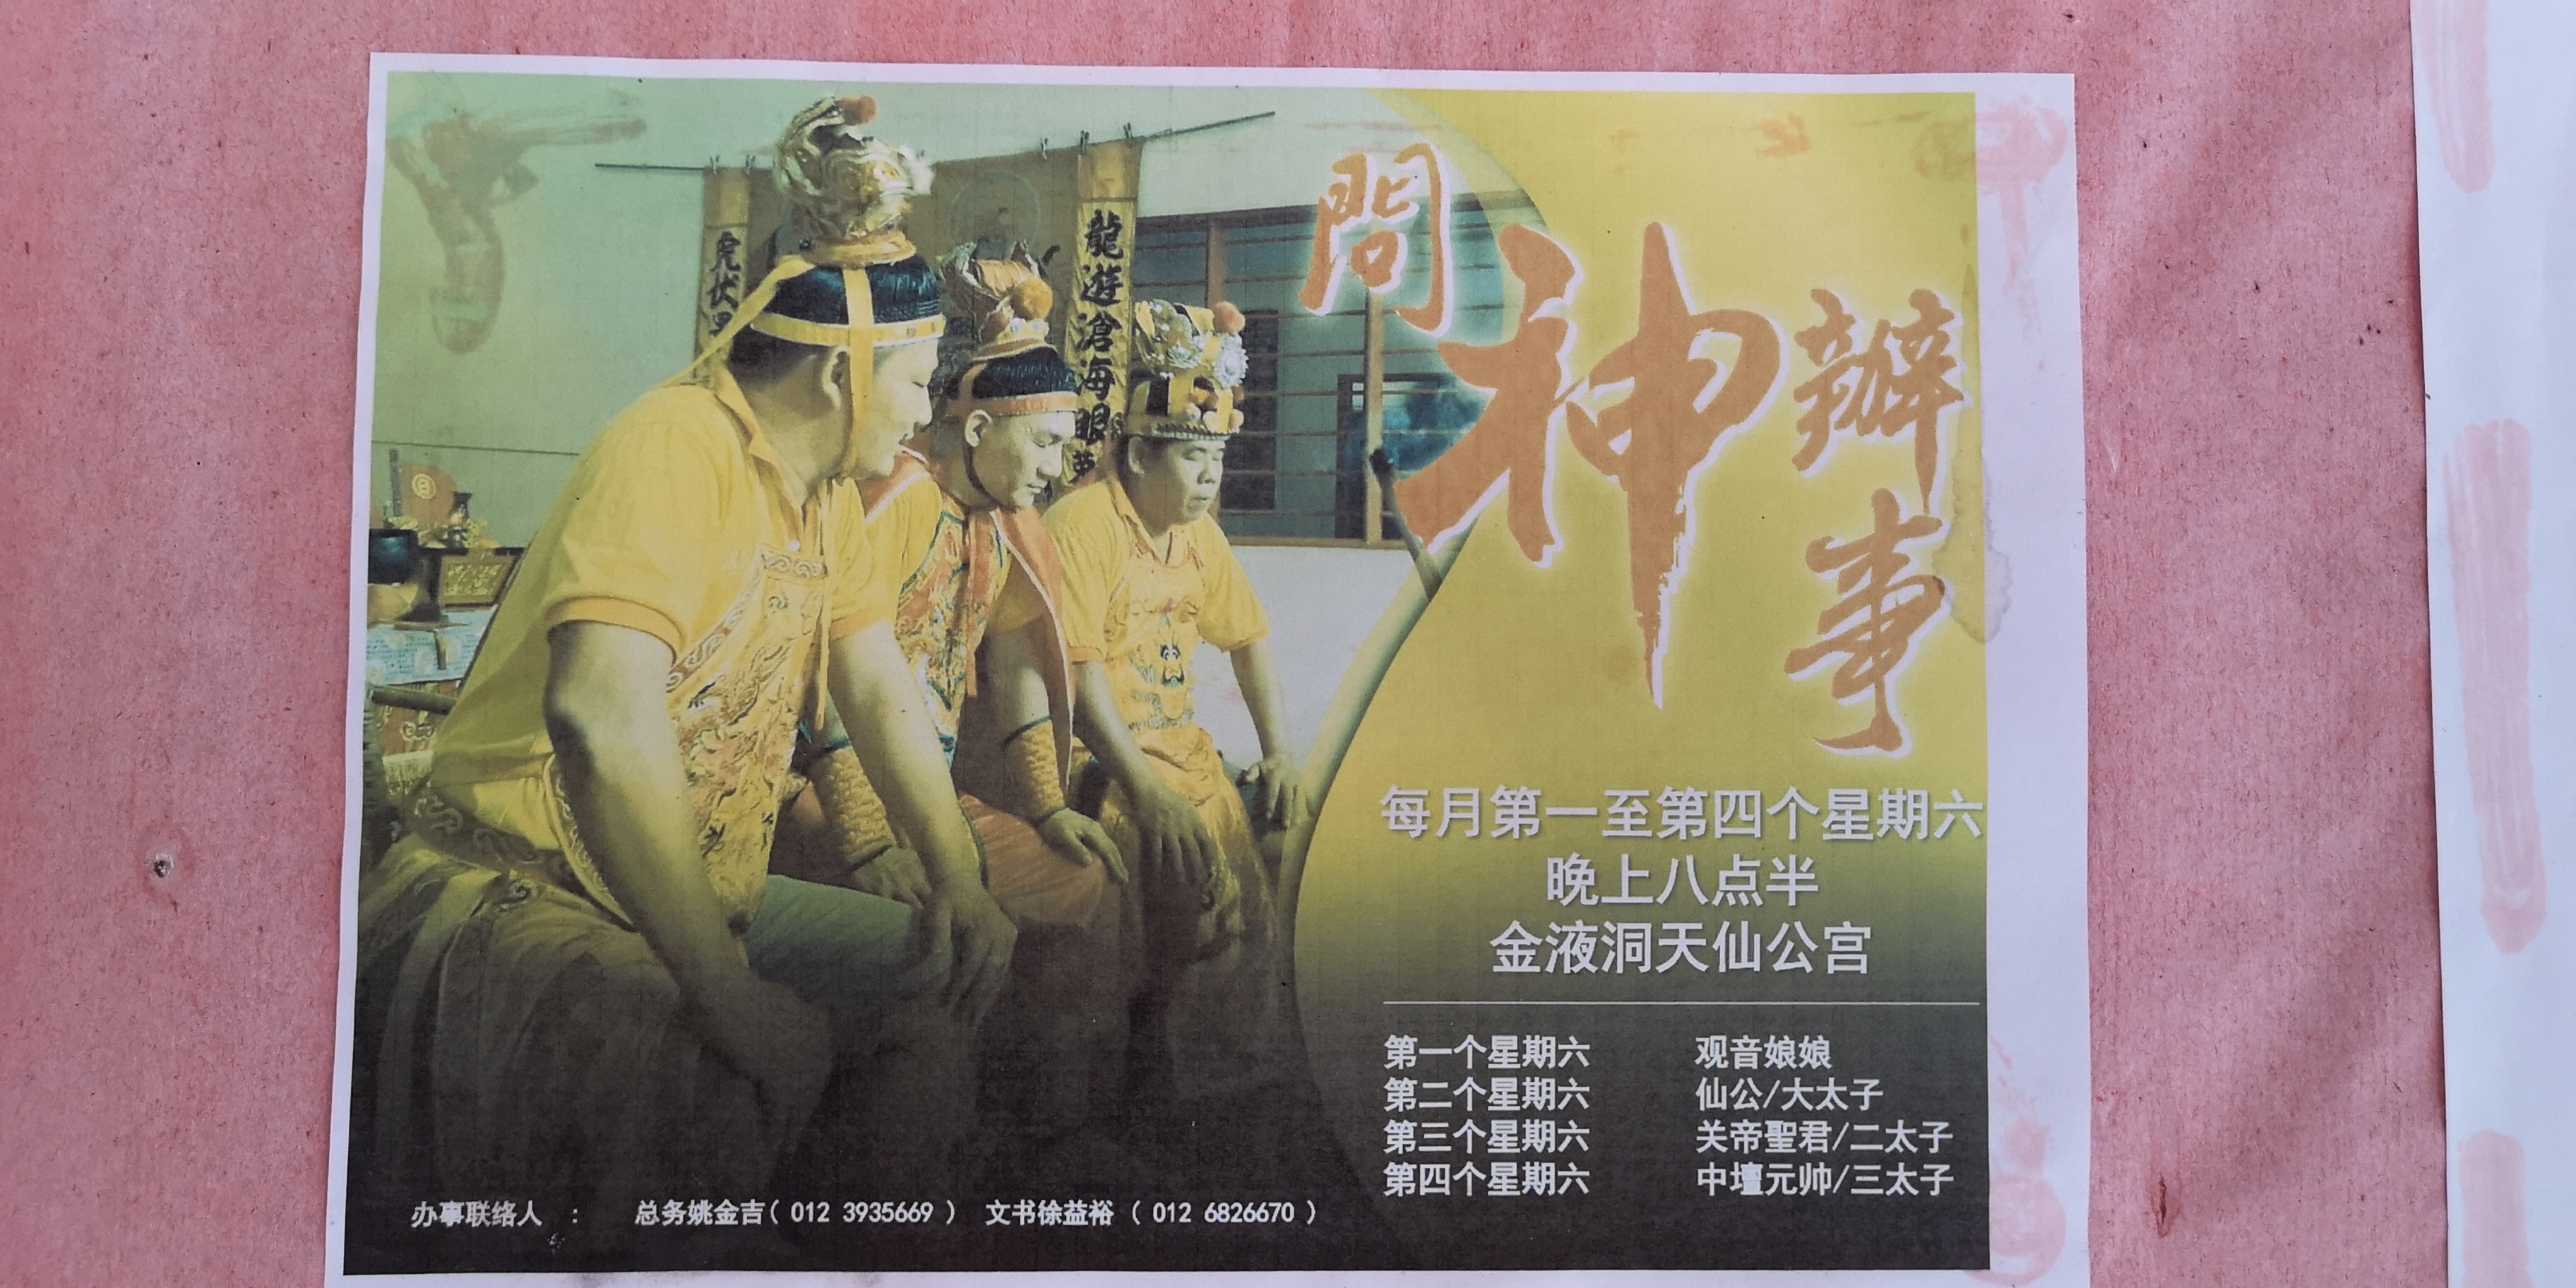 虎伏
龍遊滄海眼
問神辦事
每月第一至第四个星期六
晚上八点半
金液洞天仙公宫
第一个星期六 观音娘娘
第二个星期六 仙公/大太子
第三个星期六 关帝聖君/二太子
第四个星期六 中壇元帅/三太子
办事联络人 : 总务姚金吉( 012 3935669 ) 文书徐益裕 ( 012 6826670 )